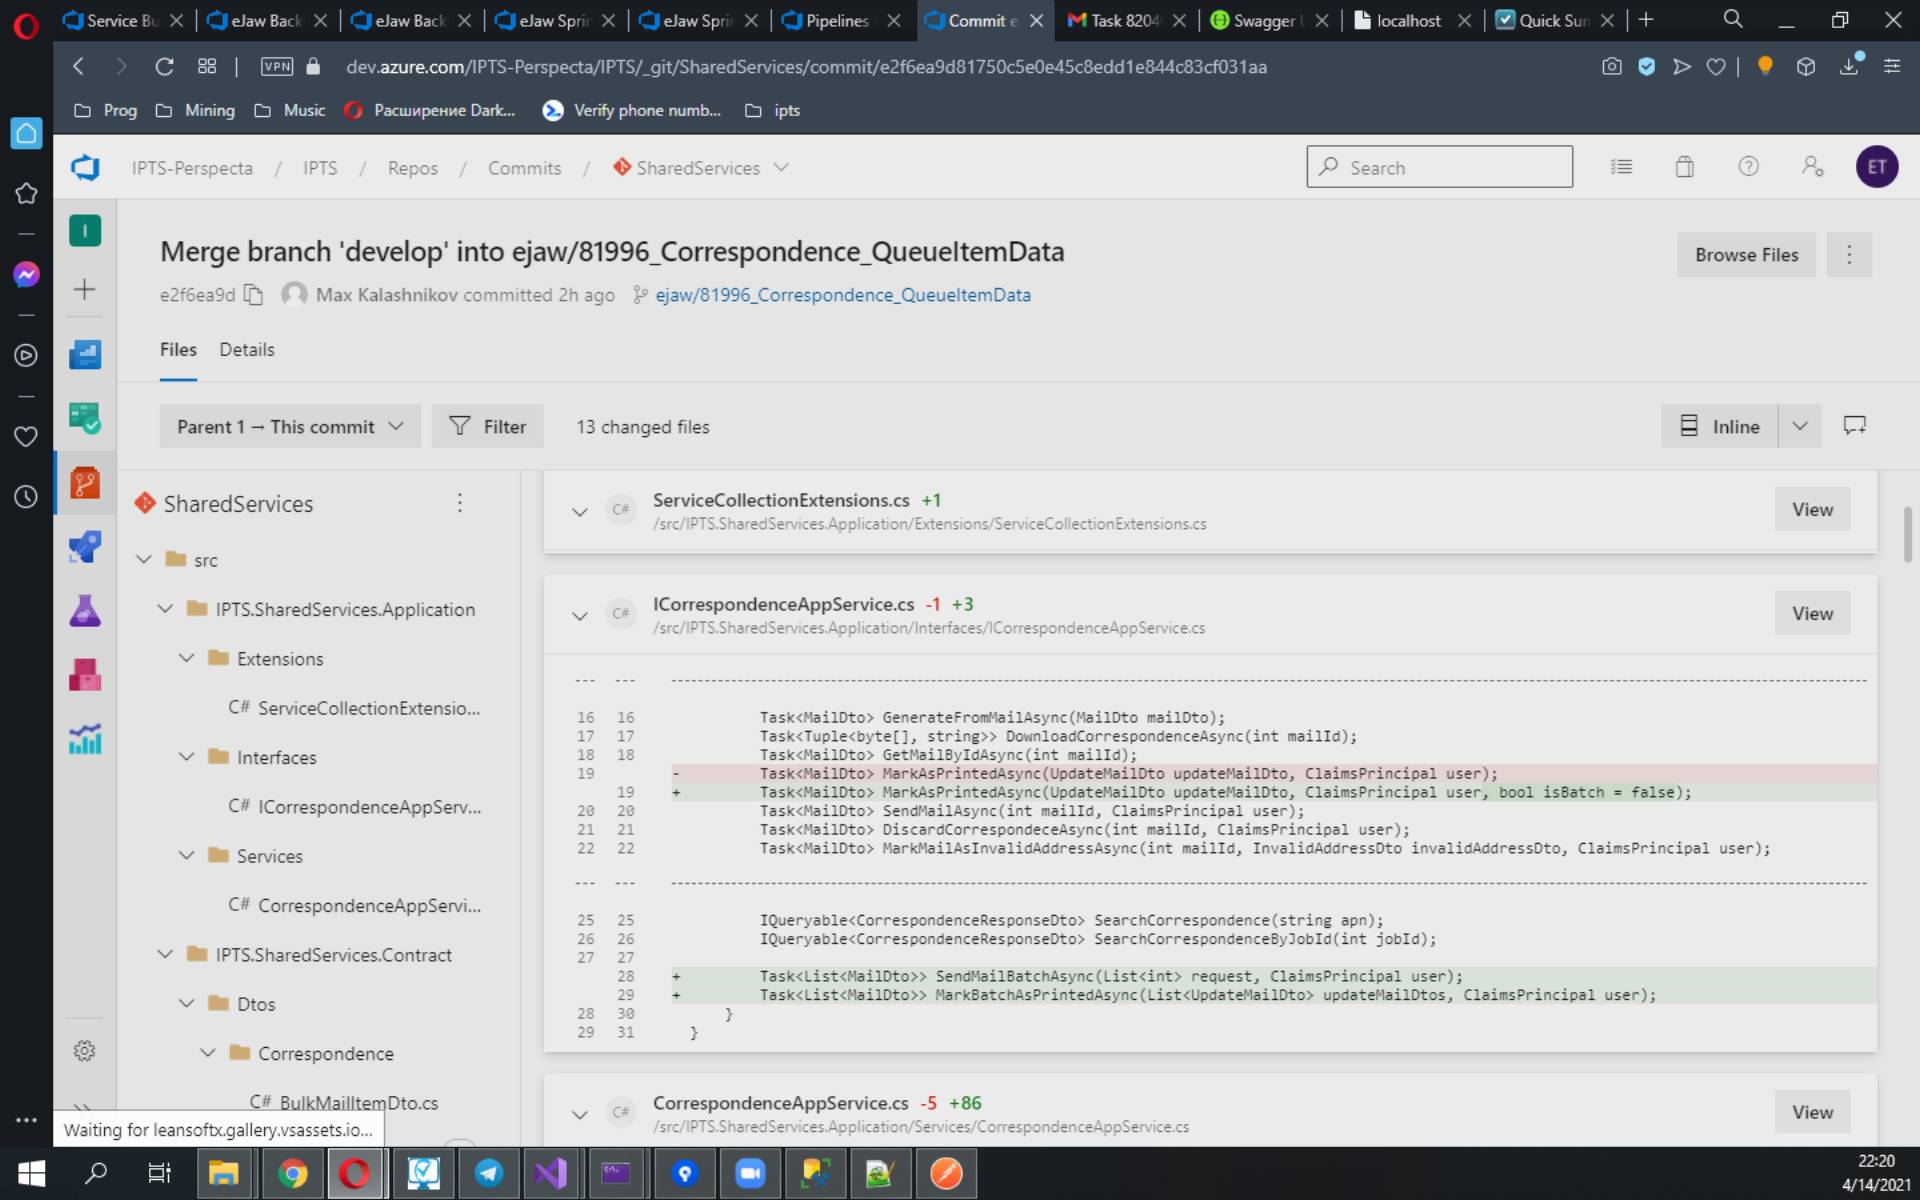 Service Bu
eJaw Back
eJaw Back
eJaw Sprin
eJaw Sprin
Pipelines -
Commit e
Task 8204
Swagger U
localhost
Quick Sum
VPN
dev.azure.com/IPTS-Perspecta/IPTS/_git/SharedServices/commit/e2f6ea9d81750c5e0e45c8edd1e844c83cf031aa
Prog
Mining
Music
Расширение Dark...
Verify phone numb...
ipts
IPTS-Perspecta / IPTS / Repos / Commits / SharedServices
Search
ET
I
Merge branch 'develop' into ejaw/81996_Correspondence_QueueItemData
Browse Files
e2f6ea9d Max Kalashnikov committed 2h ago ejaw/81996_Correspondence_QueueItemData
Files Details
Parent 1 → This commit
Filter
13 changed files
Inline
SharedServices
src
IPTS.SharedServices.Application
Extensions
C# ServiceCollectionExtensio...
Interfaces
C# ICorrespondenceAppServ...
Services
C# CorrespondenceAppServi...
IPTS.SharedServices.Contract
Dtos
Correspondence
C# BulkMailItemDto.cs
C# ServiceCollectionExtensions.cs +1
/src/IPTS.SharedServices.Application/Extensions/ServiceCollectionExtensions.cs
View
C# ICorrespondenceAppService.cs -1 +3
/src/IPTS.SharedServices.Application/Interfaces/ICorrespondenceAppService.cs
View
16 16 Task<MailDto> GenerateFromMailAsync(MailDto mailDto);
17 17 Task<Tuple<byte[], string>> DownloadCorrespondenceAsync(int mailId);
18 18 Task<MailDto> GetMailByIdAsync(int mailId);
19 - Task<MailDto> MarkAsPrintedAsync(UpdateMailDto updateMailDto, ClaimsPrincipal user);
19 + Task<MailDto> MarkAsPrintedAsync(UpdateMailDto updateMailDto, ClaimsPrincipal user, bool isBatch = false);
20 20 Task<MailDto> SendMailAsync(int mailId, ClaimsPrincipal user);
21 21 Task<MailDto> DiscardCorrespondeceAsync(int mailId, ClaimsPrincipal user);
22 22 Task<MailDto> MarkMailAsInvalidAddressAsync(int mailId, InvalidAddressDto invalidAddressDto, ClaimsPrincipal user);
25 25 IQueryable<CorrespondenceResponseDto> SearchCorrespondence(string apn);
26 26 IQueryable<CorrespondenceResponseDto> SearchCorrespondenceByJobId(int jobId);
27 27
28 + Task<List<MailDto>> SendMailBatchAsync(List<int> request, ClaimsPrincipal user);
29 + Task<List<MailDto>> MarkBatchAsPrintedAsync(List<UpdateMailDto> updateMailDtos, ClaimsPrincipal user);
28 30 }
29 31 }
C# CorrespondenceAppService.cs -5 +86
/src/IPTS.SharedServices.Application/Services/CorrespondenceAppService.cs
View
Waiting for leansoftx.gallery.vsassets.io...
22:20
4/14/2021